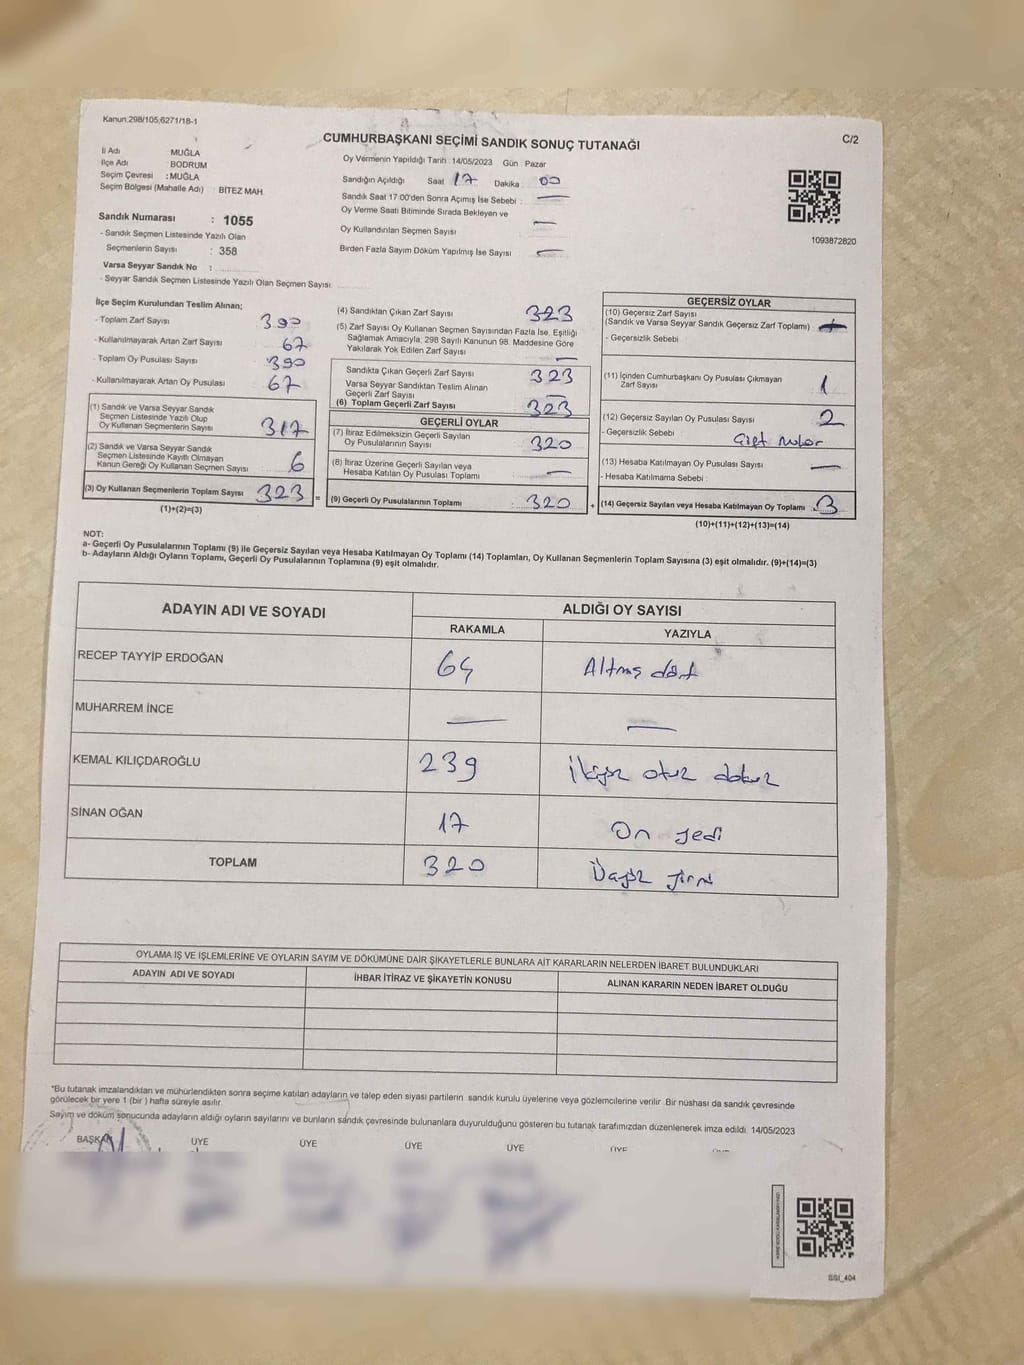 Kanun:298/105,6271/18-1
C/2
CUMHURBAŞKANI SEÇİMİ SANDIK SONUÇ TUTANAĞI
İl Adı MUĞLA
İlçe Adı BODRUM
Seçim Çevresi : MUĞLA
Seçim Bölgesi (Mahalle Adı) : BİTEZ MAH.
Sandık Numarası : 1055
- Sandık Seçmen Listesinde Yazılı Olan
Seçmenlerin Sayısı : 358
Varsa Seyyar Sandık No :
- Seyyar Sandık Seçmen Listesinde Yazılı Olan Seçmen Sayısı:
Oy Vermenin Yapıldığı Tarih : 14/05/2023 Gün : Pazar
Sandığın Açıldığı Saat 17 Dakika : 00
Sandık Saat 17:00'den Sonra Açımış İse Sebebi : —
Oy Verme Saati Bitiminde Sırada Bekleyen ve
Oy Kullandırılan Seçmen Sayısı —
Birden Fazla Sayım Döküm Yapılmış İse Sayısı —
1093872820
İlçe Seçim Kurulundan Teslim Alınan;
- Toplam Zarf Sayısı 390
- Kullanılmayarak Artan Zarf Sayısı 67
- Toplam Oy Pusulası Sayısı 390
- Kullanılmayarak Artan Oy Pusulası 67
(1) Sandık ve Varsa Seyyar Sandık
Seçmen Listesinde Yazılı Olup
Oy Kullanan Seçmenlerin Sayısı 317
(2) Sandık ve Varsa Seyyar Sandık
Seçmen Listesinde Kayıtlı Olmayan
Kanun Gereği Oy Kullanan Seçmen Sayısı 6
(3) Oy Kullanan Seçmenlerin Toplam Sayısı 323 =
(1)+(2)=(3)
(4) Sandıktan Çıkan Zarf Sayısı 323
(5) Zarf Sayısı Oy Kullanan Seçmen Sayısından Fazla İse, Eşitliği
Sağlamak Amacıyla, 298 Sayılı Kanunun 98. Maddesine Göre
Yakılarak Yok Edilen Zarf Sayısı —
Sandıkta Çıkan Geçerli Zarf Sayısı 323
Varsa Seyyar Sandıktan Teslim Alınan
Geçerli Zarf Sayısı —
(6) Toplam Geçerli Zarf Sayısı 323
GEÇERLİ OYLAR
(7) İtiraz Edilmeksizin Geçerli Sayılan
Oy Pusulalarının Sayısı 320
(8) İtiraz Üzerine Geçerli Sayılan veya
Hesaba Katılan Oy Pusulası Toplamı —
(9) Geçerli Oy Pusulalarının Toplamı : 320 +
GEÇERSİZ OYLAR
(10) Geçersiz Zarf Sayısı
(Sandık ve Varsa Seyyar Sandık Geçersiz Zarf Toplamı)
- Geçersizlik Sebebi
(11) İçinden Cumhurbaşkanı Oy Pusulası Çıkmayan
Zarf Sayısı 1
(12) Geçersiz Sayılan Oy Pusulası Sayısı 2
- Geçersizlik Sebebi :
(13) Hesaba Katılmayan Oy Pusulası Sayısı —
- Hesaba Katılmama Sebebi :
(14) Geçersiz Sayılan veya Hesaba Katılmayan Oy Toplamı : 3
(10)+(11)+(12)+(13)=(14)
NOT:
a- Geçerli Oy Pusulalarının Toplamı (9) ile Geçersiz Sayılan veya Hesaba Katılmayan Oy Toplamı (14) Toplamları, Oy Kullanan Seçmenlerin Toplam Sayısına (3) eşit olmalıdır. (9)+(14)=(3)
b- Adayların Aldığı Oyların Toplamı, Geçerli Oy Pusulalarının Toplamına (9) eşit olmalıdır.
ADAYIN ADI VE SOYADI ALDIĞI OY SAYISI
RAKAMLA YAZIYLA
RECEP TAYYİP ERDOĞAN 64 Altmış dört
MUHARREM İNCE — —
KEMAL KILIÇDAROĞLU 239 İkiyüz otuz dokuz
SİNAN OĞAN 17 On yedi
TOPLAM 320 Üçyüz yirmi
OYLAMA İŞ VE İŞLEMLERİNE VE OYLARIN SAYIM VE DÖKÜMÜNE DAİR ŞİKAYETLERLE BUNLARA AİT KARARLARIN NELERDEN İBARET BULUNDUKLARI
ADAYIN ADI VE SOYADI İHBAR İTİRAZ VE ŞİKAYETİN KONUSU ALINAN KARARIN NEDEN İBARET OLDUĞU
*Bu tutanak imzalandıktan ve mühürlendikten sonra seçime katılan adayların ve talep eden siyasi partilerin sandık kurulu üyelerine veya gözlemcilerine verilir. Bir nüshası da sandık çevresinde
görülecek bir yere 1 (bir) hafta süreyle asılır.
Sayım ve döküm sonucunda adayların aldığı oyların sayılarını ve bunların sandık çevresinde bulunanlara duyurulduğunu gösteren bu tutanak tarafımızdan düzenlenerek imza edildi. 14/05/2023
BAŞKAN ÜYE ÜYE ÜYE ÜYE ÜYE
SSI_404